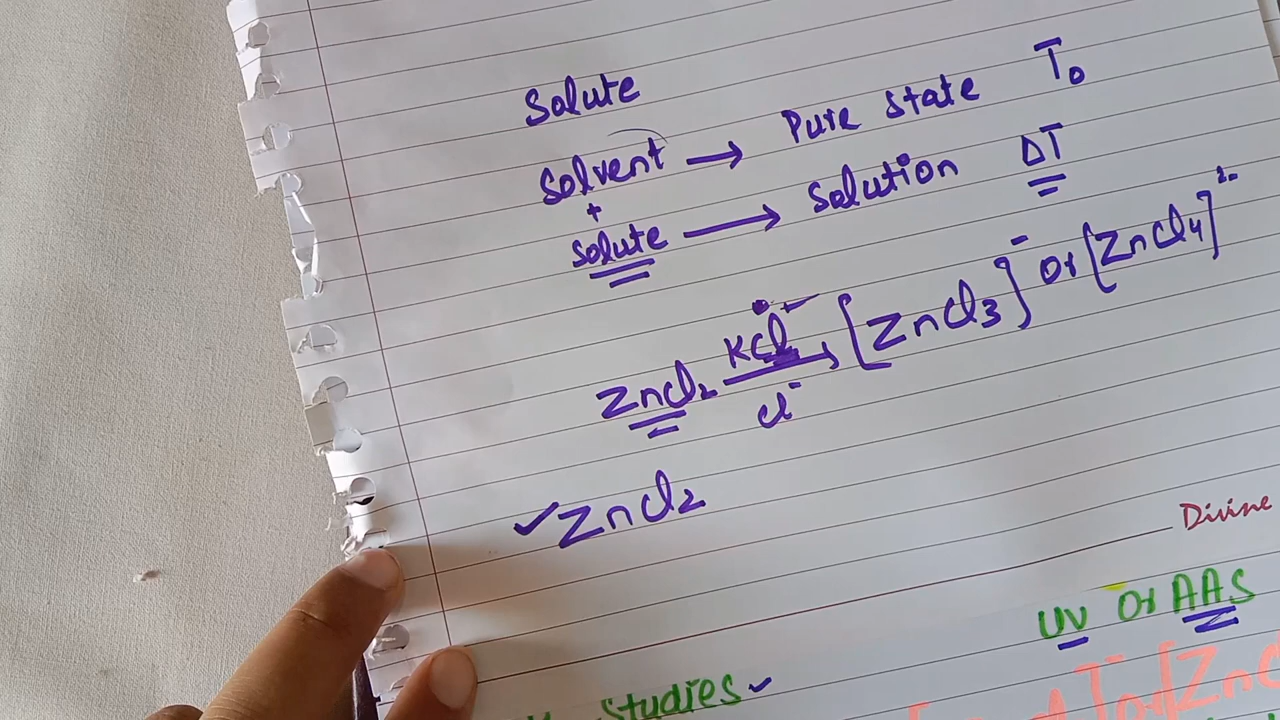 Solute
Solvent → Pure state T₀
+
solute → Solution ΔT
ZnCl₂ KCl → [ZnCl₃]⁻ or [ZnCl₄]²⁻
Cl⁻
✓ZnCl₂
Divine
UV Or AAS
Studies ✓
[ZnC